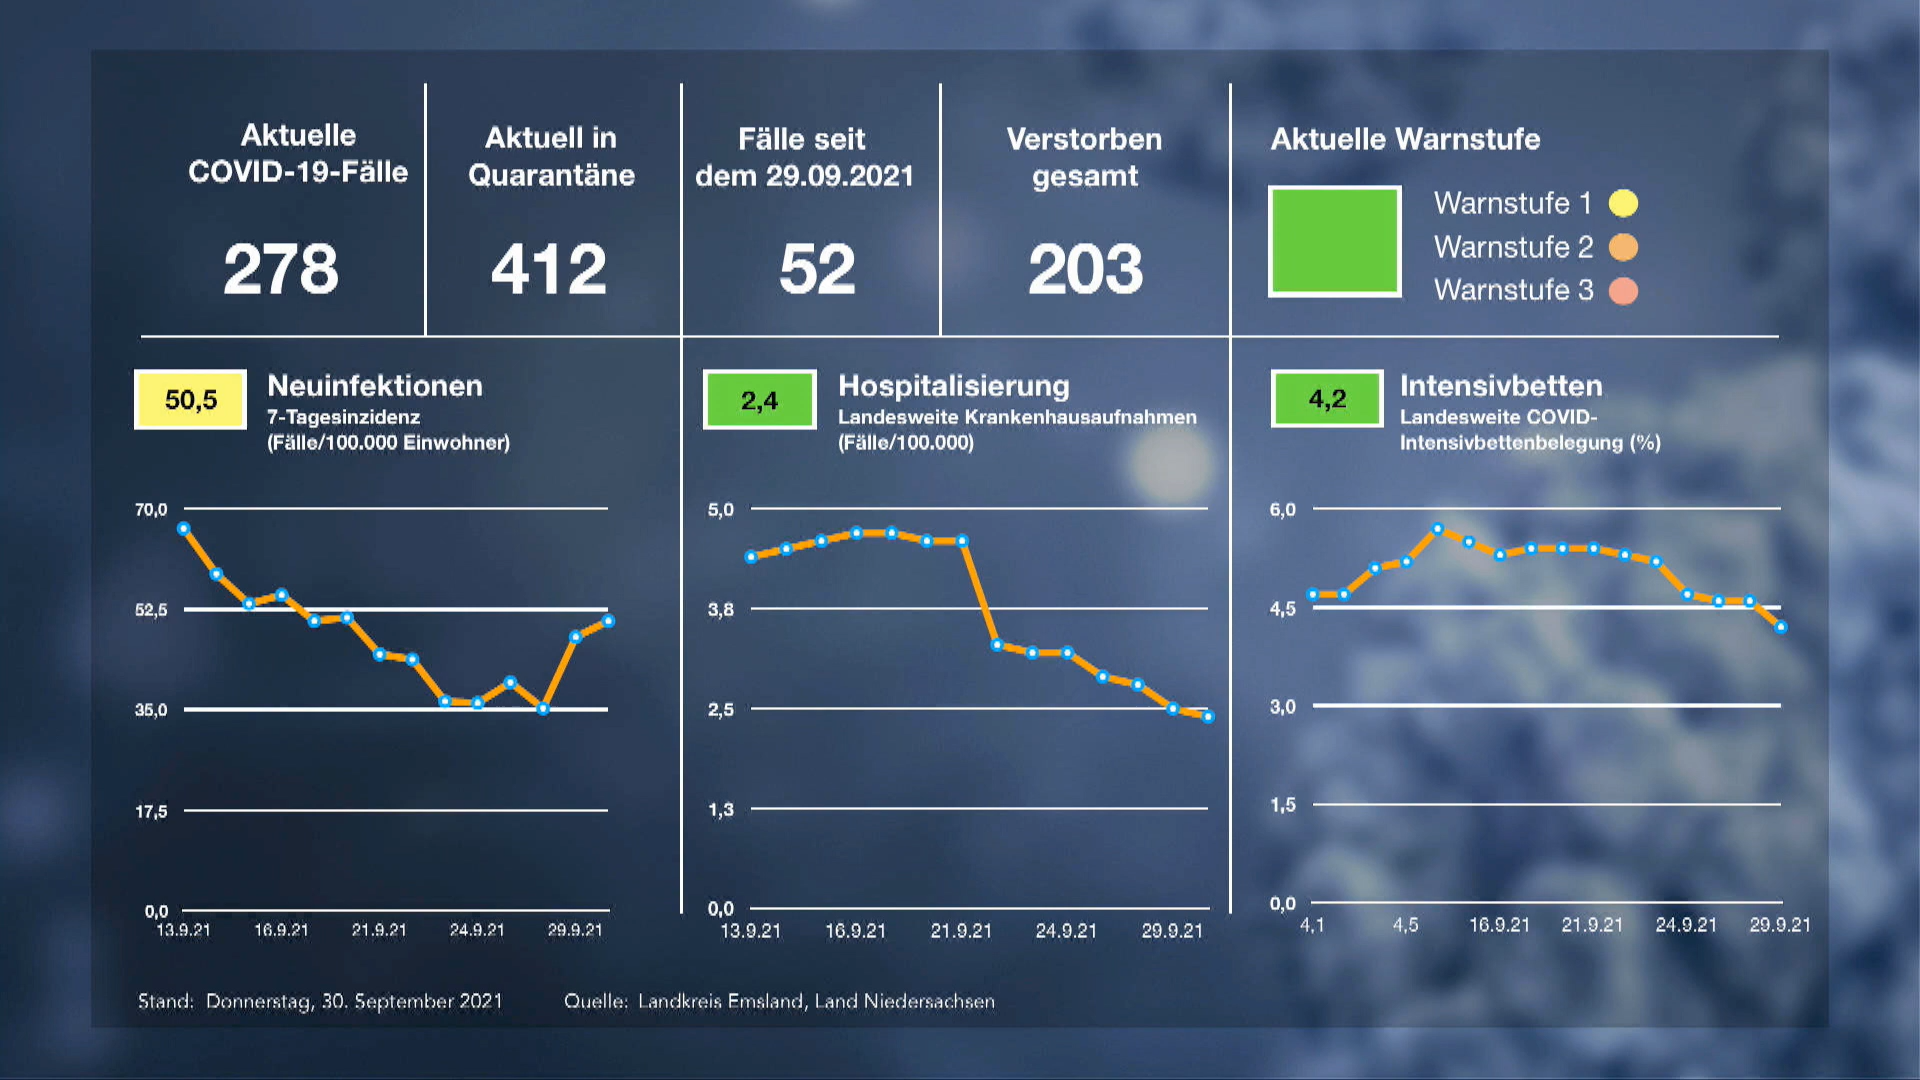 Aktuelle
COVID-19-Fälle
278
Aktuell in
Quarantäne
412
Fälle seit
dem 29.09.2021
52
Verstorben
gesamt
203
Aktuelle Warnstufe
Warnstufe 1
Warnstufe 2
Warnstufe 3
50,5
Neuinfektionen
7-Tagesinzidenz
(Fälle/100.000 Einwohner)
70,0
52,5
35,0
17,5
0,0
13.9.21 16.9.21 21.9.21 24.9.21 29.9.21
2,4
Hospitalisierung
Landesweite Krankenhausaufnahmen
(Fälle/100.000)
5,0
3,8
2,5
1,3
0,0
13.9.21 16.9.21 21.9.21 24.9.21 29.9.21
4,2
Intensivbetten
Landesweite COVID-
Intensivbettenbelegung (%)
6,0
4,5
3,0
1,5
0,0
4,1 4,5 16.9.21 21.9.21 24.9.21 29.9.21
Stand: Donnerstag, 30. September 2021 Quelle: Landkreis Emsland, Land Niedersachsen